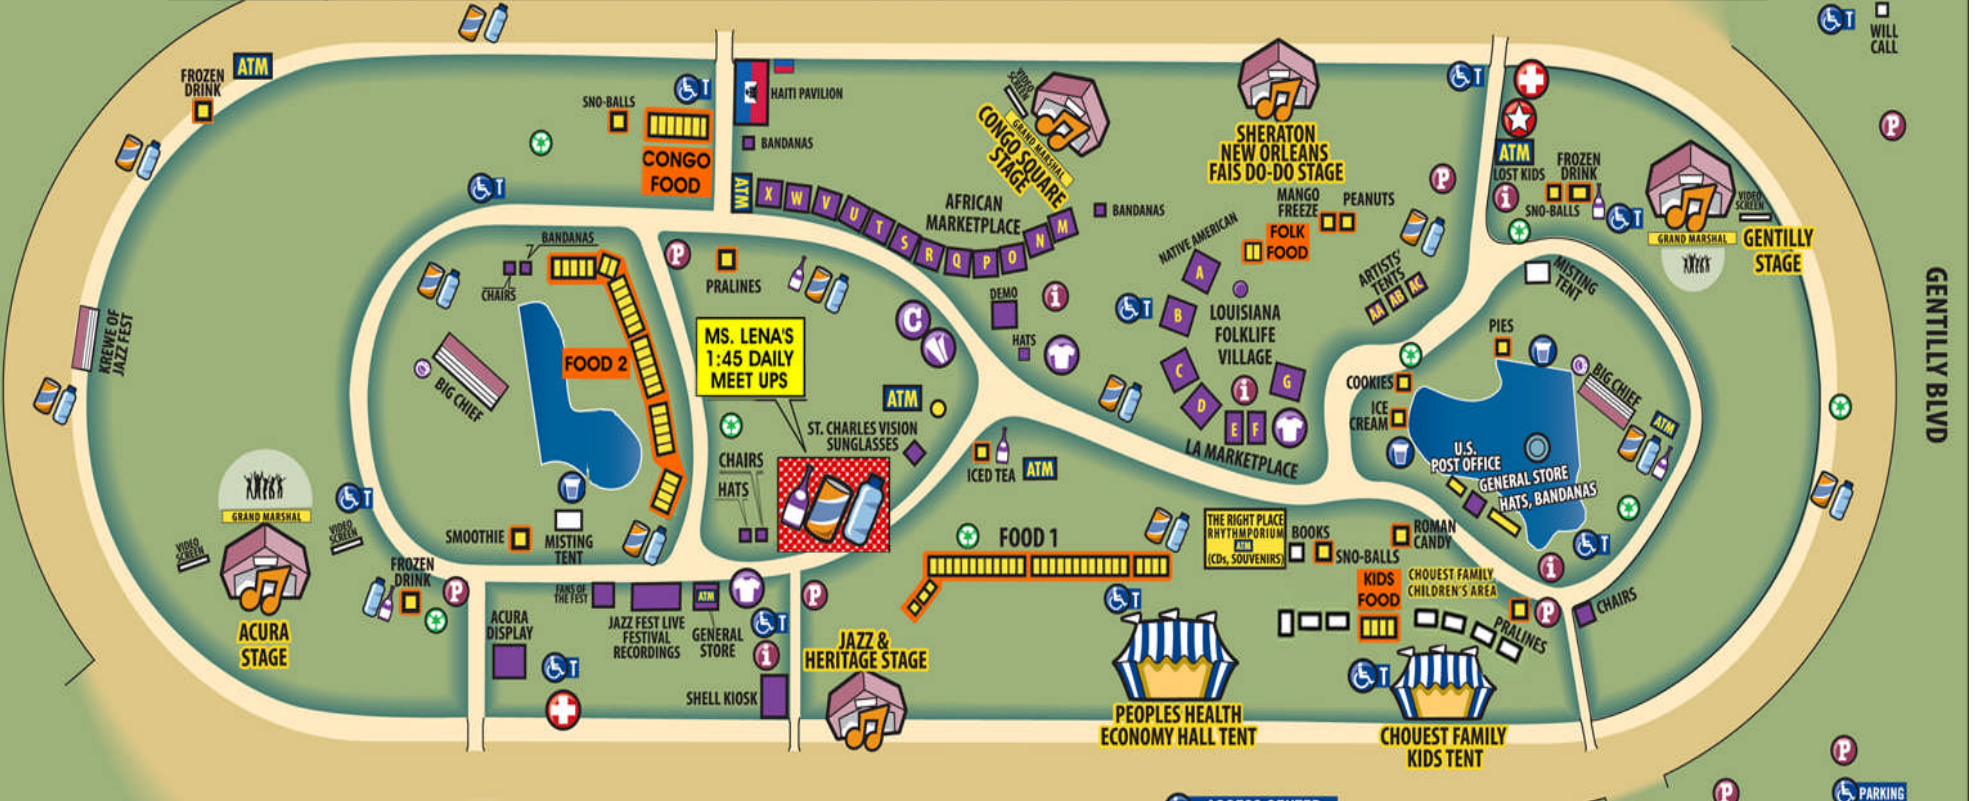 WILL
CALL
FROZEN
DRINK
ATM
SNO-BALLS
T
CONGO
FOOD
T
HAITI PAVILION
BANDANAS
ATM
X
W
V
U
T
S
R
Q
P
O
N
M
AFRICAN
MARKETPLACE
VIDEO
SCREEN
GRAND MARSHAL
CONGO SQUARE
STAGE
BANDANAS
SHERATON
NEW ORLEANS
FAIS DO-DO STAGE
MANGO
FREEZE
PEANUTS
FOLK
FOOD
T
P
ATM
LOST KIDS
i
FROZEN
DRINK
SNO-BALLS
T
VIDEO
SCREEN
GRAND MARSHAL
GENTILLY
STAGE
T
P
GENTILLY BLVD
MISTING
TENT
KREWE OF
JAZZ FEST
BANDANAS
CHAIRS
BIG CHIEF
FOOD 2
P
PRALINES
MS. LENA'S
1:45 DAILY
MEET UPS
C
DEMO
i
HATS
NATIVE AMERICAN
A
B
C
D
E
F
G
T
LOUISIANA
FOLKLIFE
VILLAGE
i
LA MARKETPLACE
ARTISTS'
TENTS
AA
AB
AC
PIES
COOKIES
ICE
CREAM
BIG CHIEF
ATM
U.S.
POST OFFICE
GENERAL STORE
HATS, BANDANAS
T
i
ATM
ST. CHARLES VISION
SUNGLASSES
CHAIRS
HATS
ICED TEA
ATM
FOOD 1
THE RIGHT PLACE
RHYTHMPORIUM
ATM
(CDs, SOUVENIRS)
BOOKS
SNO-BALLS
ROMAN
CANDY
KIDS
FOOD
CHOUEST FAMILY
CHILDREN'S AREA
P
PRALINES
CHAIRS
GRAND MARSHAL
VIDEO
SCREEN
VIDEO
SCREEN
T
ACURA
STAGE
FROZEN
DRINK
P
SMOOTHIE
MISTING
TENT
ACURA
DISPLAY
T
FANS OF
THE FEST
JAZZ FEST LIVE
FESTIVAL
RECORDINGS
ATM
GENERAL
STORE
T
i
P
SHELL KIOSK
JAZZ &
HERITAGE STAGE
T
PEOPLES HEALTH
ECONOMY HALL TENT
T
CHOUEST FAMILY
KIDS TENT
P
P
PARKING